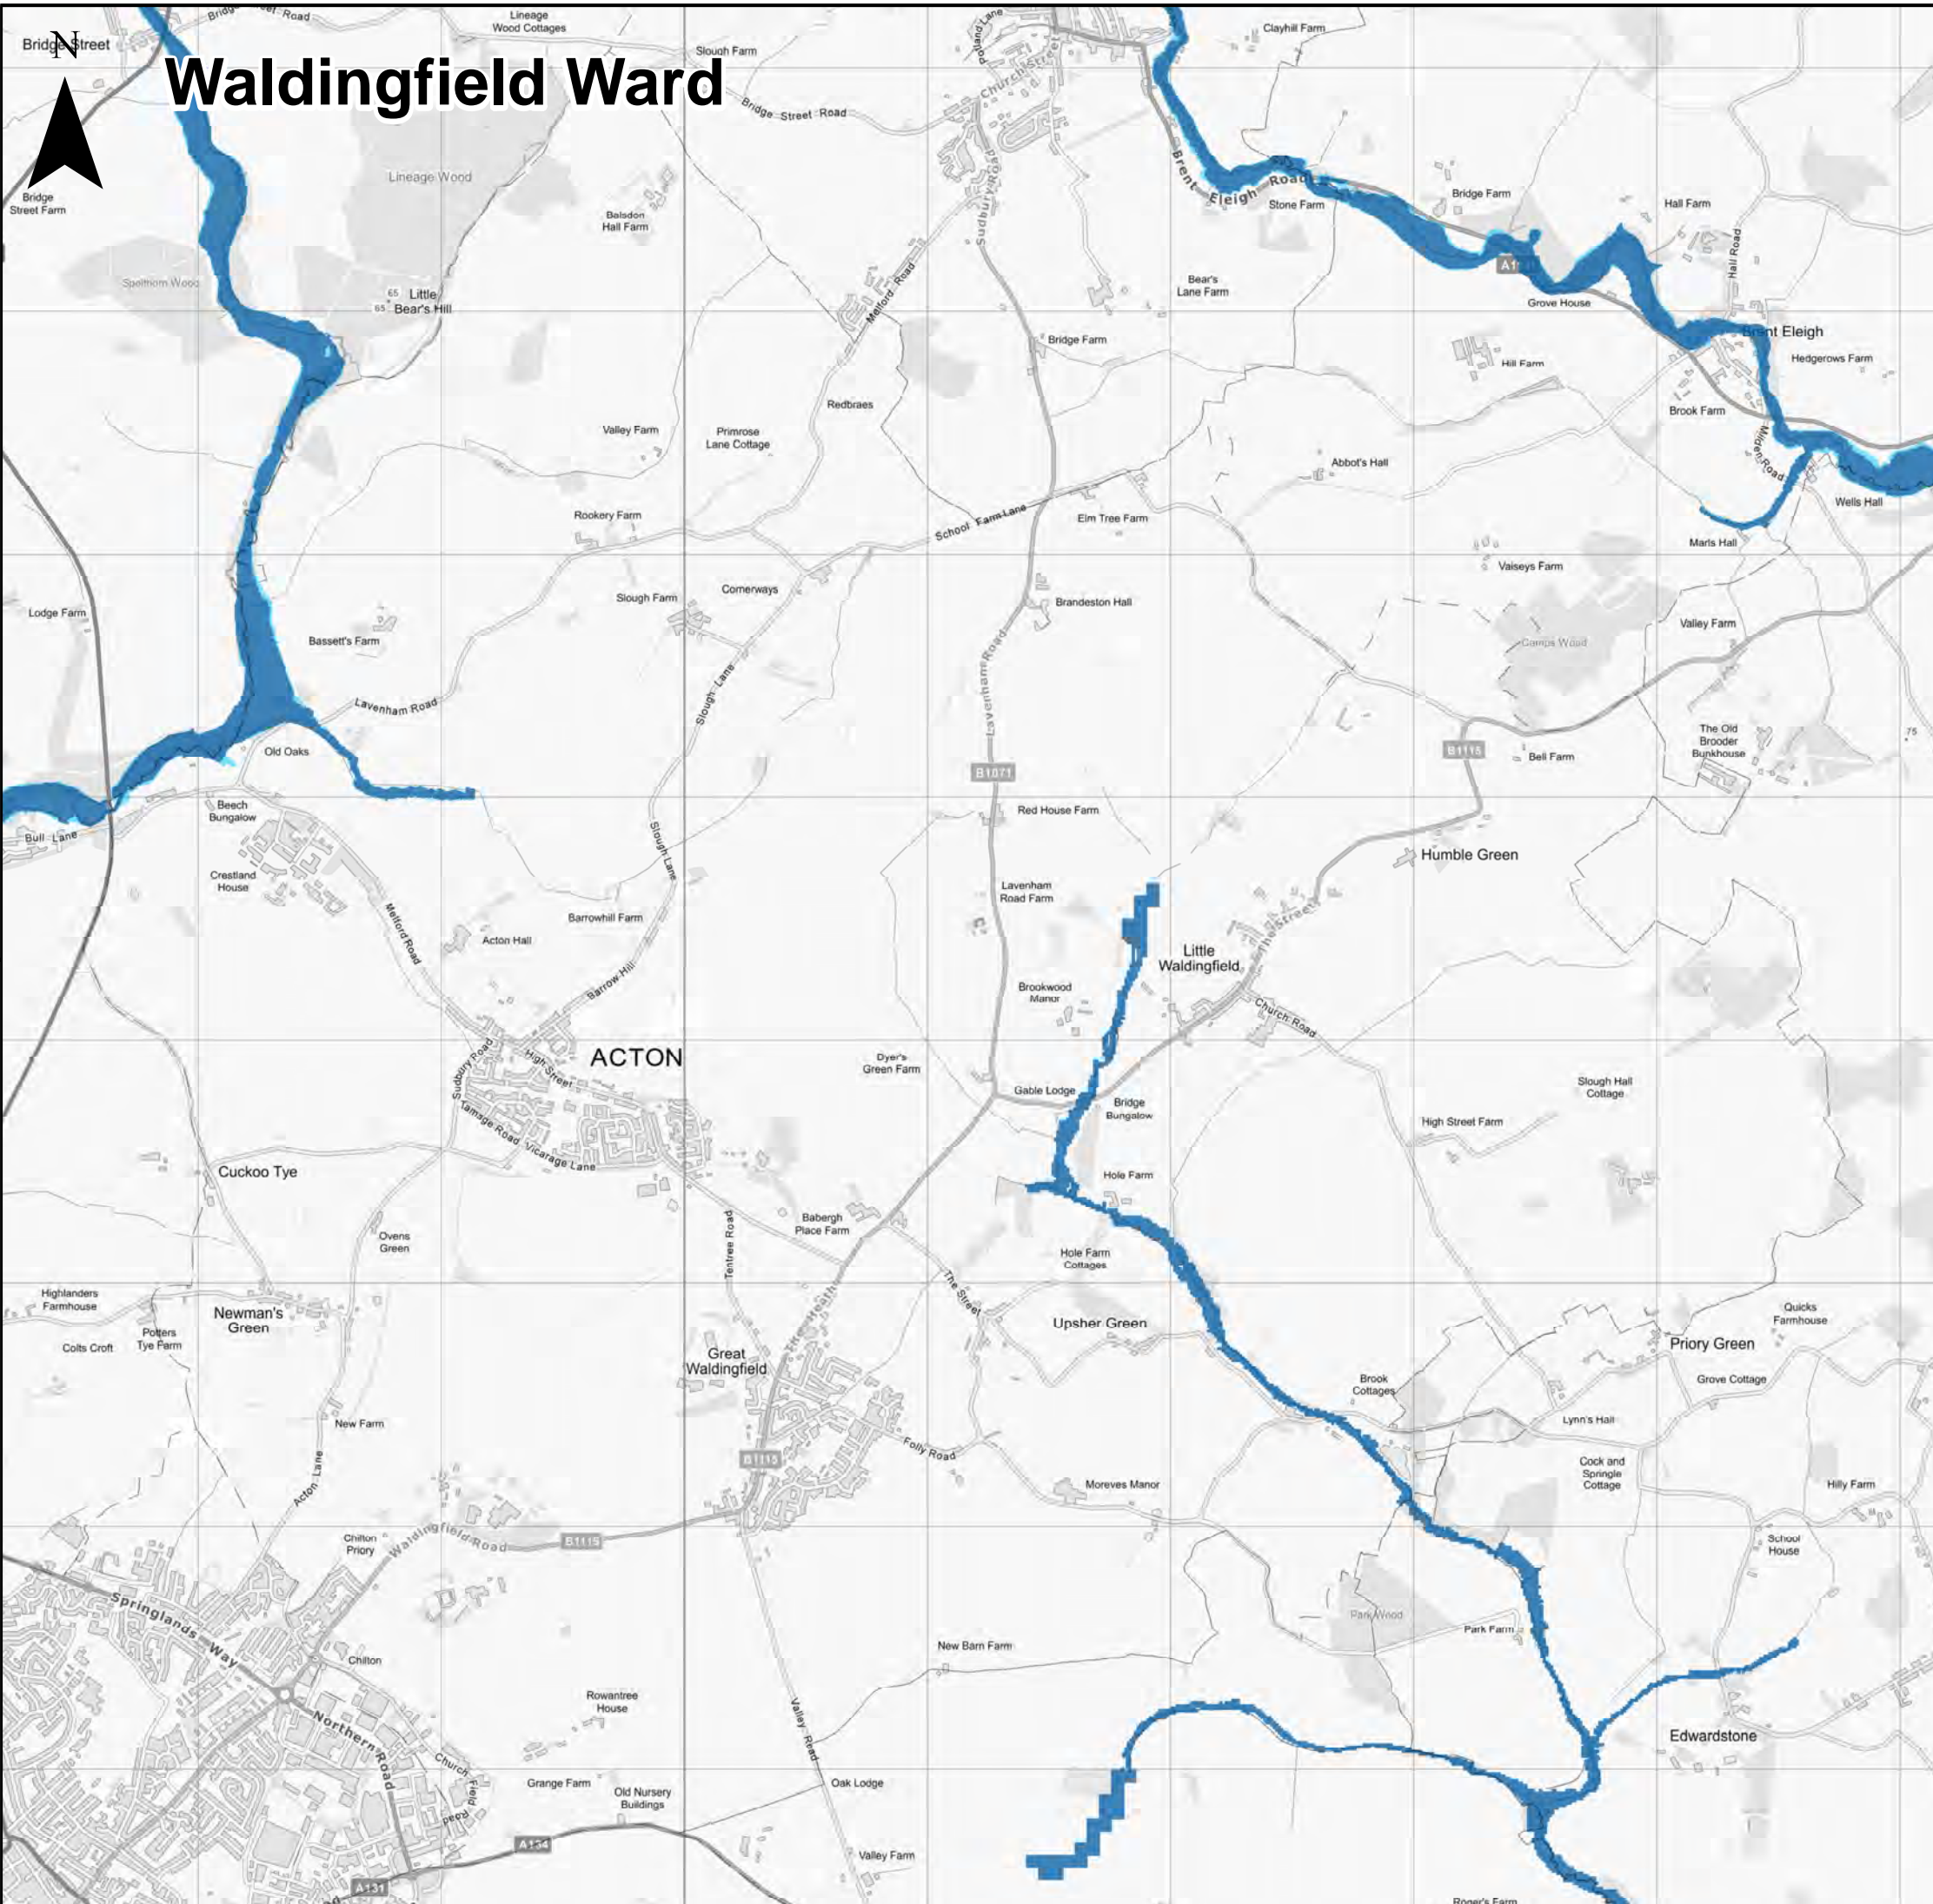 Bridge Street Road
Lineage
Wood Cottages
Clayhill Farm
Bridge Street
N
Slough Farm
Church Street
Waldingfield Ward
Bridge Street Road
Lineage Wood
Brent Eleigh Road
Bridge
Street Farm
Balsdon
Hall Farm
Sudbury Road
Stone Farm
Bridge Farm
Hall Farm
Hall Road
Spelthorn Wood
65
Little
65
Bear's Hill
Melford Road
Bear's
Lane Farm
Grove House
Bridge Farm
Brent Eleigh
Hedgerows Farm
Hill Farm
Redbraes
Brook Farm
Valley Farm
Primrose
Lane Cottage
Milden Road
Abbot's Hall
Wells Hall
Rookery Farm
School Farm Lane
Elm Tree Farm
Marls Hall
Vaiseys Farm
Cornerways
Slough Farm
Brandeston Hall
Lodge Farm
Valley Farm
Bassett's Farm
Camps Wood
Lavenham Road
Slough Lane
Lavenham Road
Old Oaks
B1115
Bell Farm
The Old
Brooder
Bunkhouse
75
B1071
Beech
Bungalow
Red House Farm
Bull Lane
Slough Lane
Humble Green
Crestland
House
Lavenham
Road Farm
Melford Road
Barrowhill Farm
The Street
Acton Hall
Little
Waldingfield
Barrow Hill
Brookwood
Manor
Church Road
ACTON
High Street
Sudbury Road
Dyer's
Green Farm
Gable Lodge
Bridge
Bungalow
Slough Hall
Cottage
Tamage Road
Vicarage Lane
High Street Farm
Cuckoo Tye
Hole Farm
Babergh
Place Farm
Tentree Road
Ovens
Green
Hole Farm
Cottages
The Street
Highlanders
Farmhouse
Newman's
Green
The Heath
Upsher Green
Quicks
Farmhouse
Potters
Tye Farm
Colts Croft
Priory Green
Great
Waldingfield
Brook
Cottages
Grove Cottage
New Farm
Lynn's Hall
Folly Road
B1115
Acton Lane
Moreves Manor
Cock and
Springle
Cottage
Hilly Farm
Chilton
Priory
Waldingfield Road
B1115
School
House
Springlands Way
Park Wood
Park Farm
New Barn Farm
Chilton
Rowantree
House
Valley Road
Northern Road
Edwardstone
Church Field Road
Grange Farm
Old Nursery
Buildings
Oak Lodge
A134
Valley Farm
A131
Roger's Farm